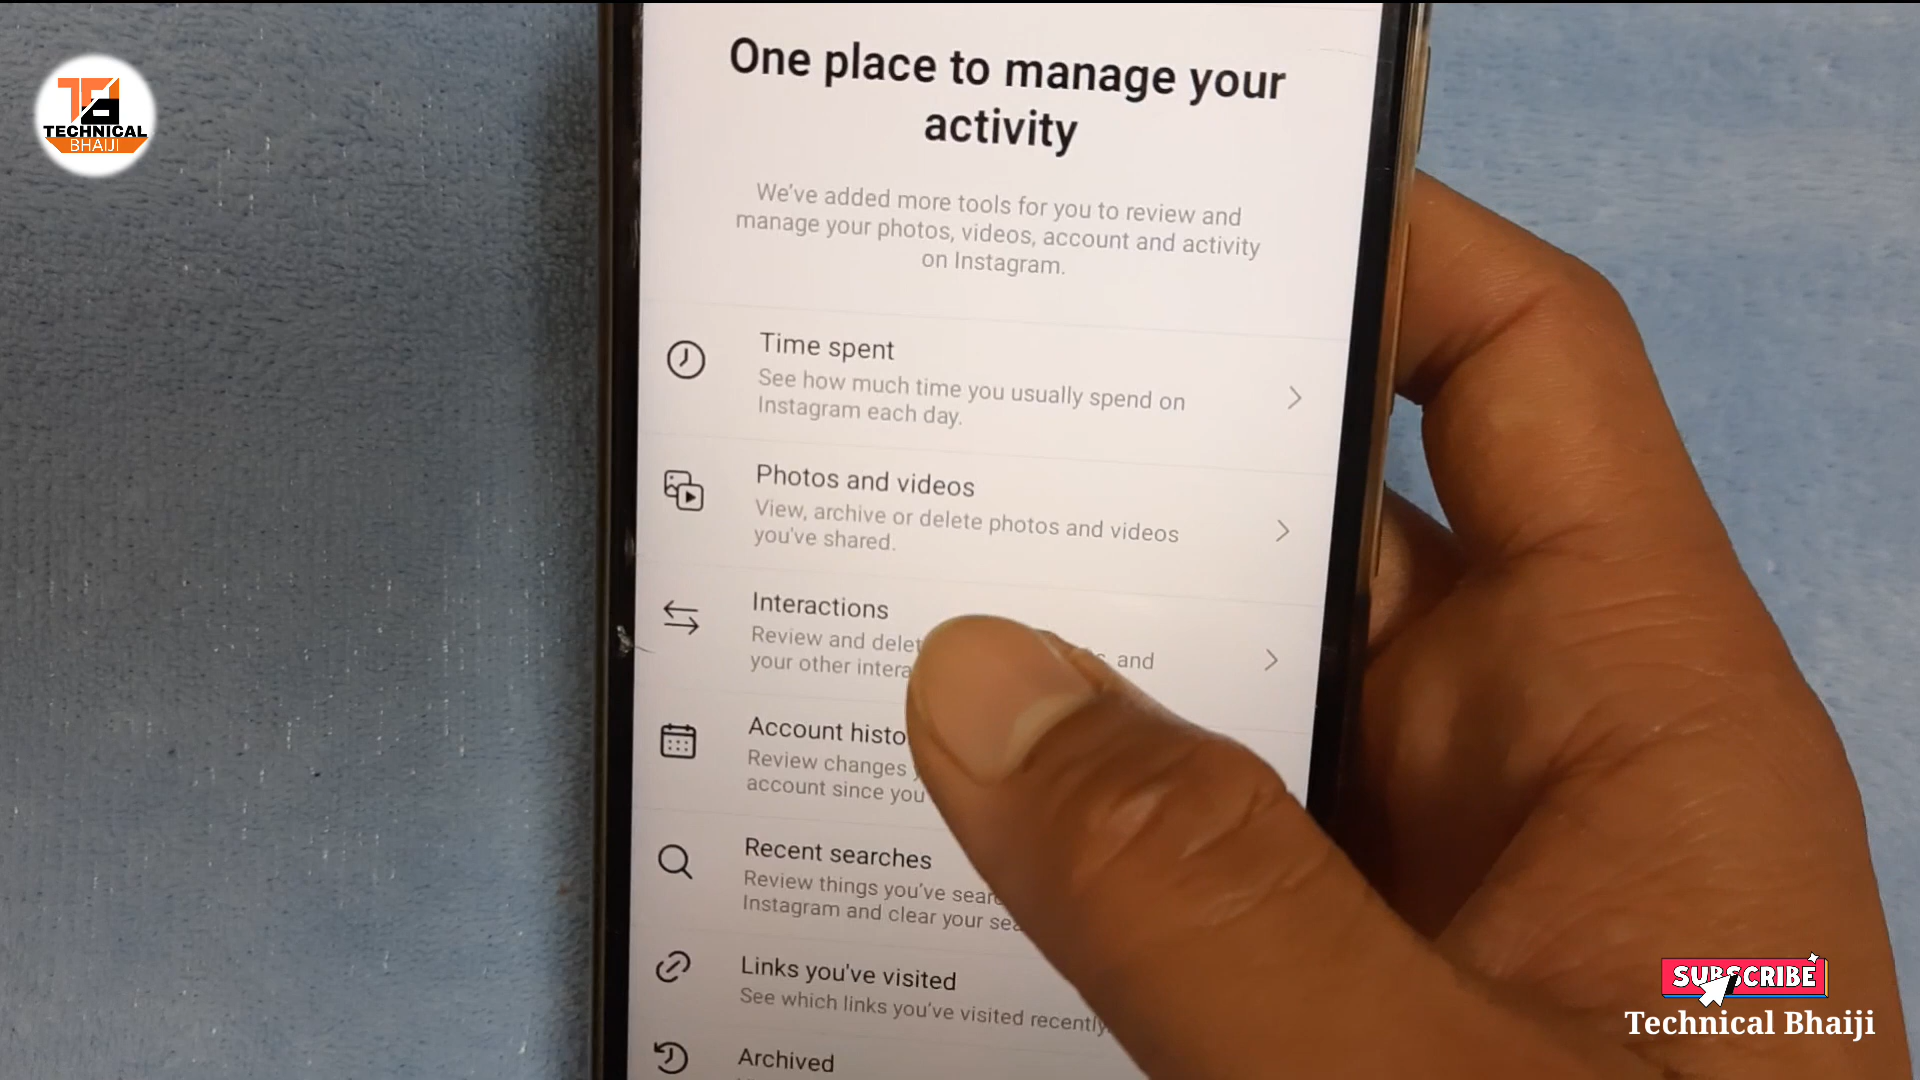 TECHNICAL
BHAIJI
One place to manage your
activity
We've added more tools for you to review and
manage your photos, videos, account and activity
on Instagram.
Time spent
See how much time you usually spend on
Instagram each day.
Photos and videos
View, archive or delete photos and videos
you've shared.
Interactions
Review and delet and
your other intera
Account histo
Review changes
account since you
Recent searches
Review things you've sear
Instagram and clear your sea
Links you've visited
See which links you've visited recently.
Archived
SUBSCRIBE
Technical Bhaiji